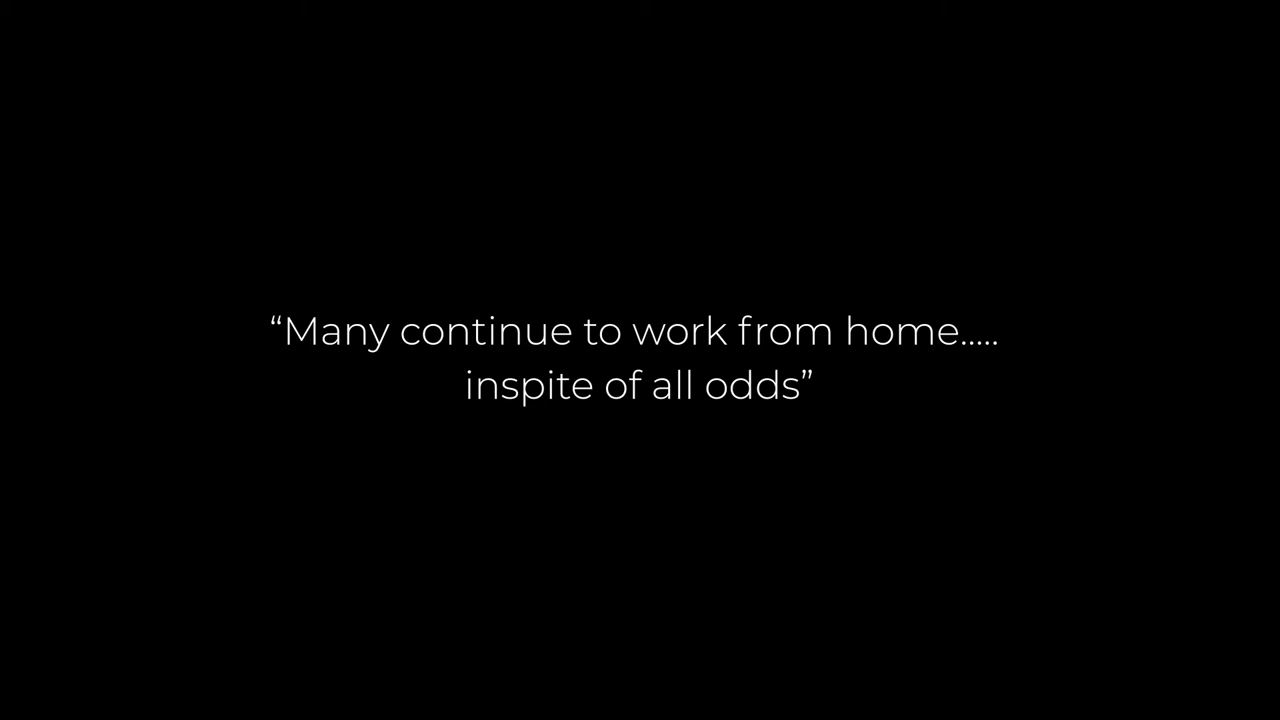 “Many continue to work from home.....
inspite of all odds”